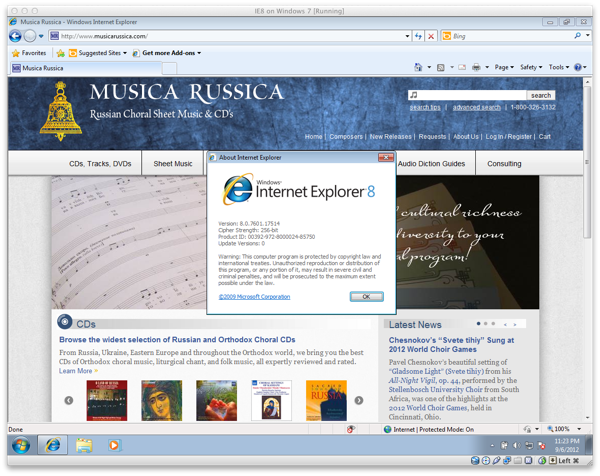 IE8 on Windows 7 [Running]
Musica Russica - Windows Internet Explorer
http://www.musicarussica.com/
Bing
Favorites
Suggested Sites
Get more Add-ons
Musica Russica
Page
Safety
Tools
MUSICA RUSSICA
Russian Choral Sheet Music & CD's
search
search tips | advanced search | 1-800-326-3132
Home | Composers | New Releases | Requests | About Us | Log In / Register | Cart
CDs, Tracks, DVDs
Sheet Music
Audio Diction Guides
Consulting
About Internet Explorer
Windows
Internet Explorer 8
Version: 8.0.7601.17514
Cipher Strength: 256-bit
Product ID: 00392-972-8000024-85750
Update Versions: 0
Warning: This computer program is protected by copyright law and
international treaties. Unauthorized reproduction or distribution of
this program, or any portion of it, may result in severe civil and
criminal penalties, and will be prosecuted to the maximum extent
possible under the law.
©2009 Microsoft Corporation
OK
cultural richness
diversity to your
al program!
CDs
Browse the widest selection of Russian and Orthodox Choral CDs
From Russia, Ukraine, Eastern Europe and throughout the Orthodox world, we bring you the best
CDs of Orthodox choral music, liturgical chant, and folk music, all expertly reviewed and rated.
Learn More »
RUSSIA
Latest News
Chesnokov's "Svete tihiy" Sung at
2012 World Choir Games
Pavel Chesnokov's beautiful setting of
"Gladsome Light" (Svete tihiy) from his
All-Night Vigil, op. 44, performed by the
Stellenbosch University Choir from South
Africa, was one of the highlights at the
2012 World Choir Games, held in
Cincinnati, Ohio.
Done
Internet | Protected Mode: On
100%
11:23 PM
9/6/2012
Left ⌘